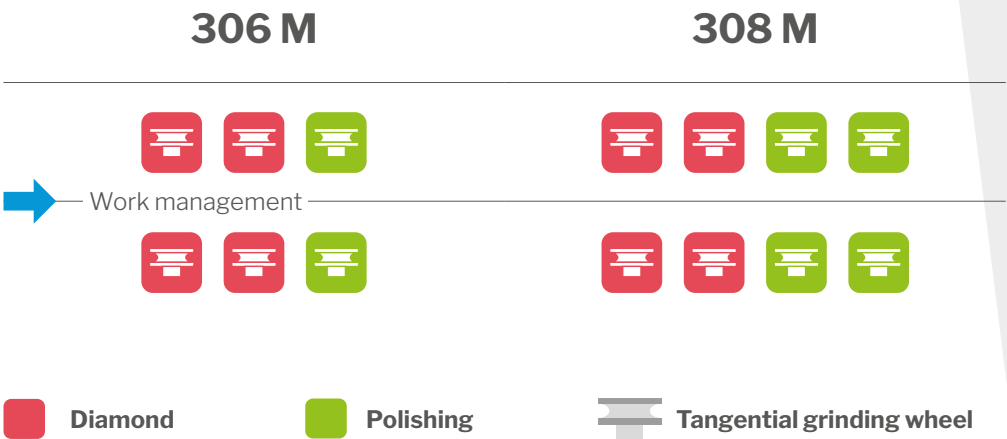 306 M
308 M
Work management
Diamond
Polishing
Tangential grinding wheel